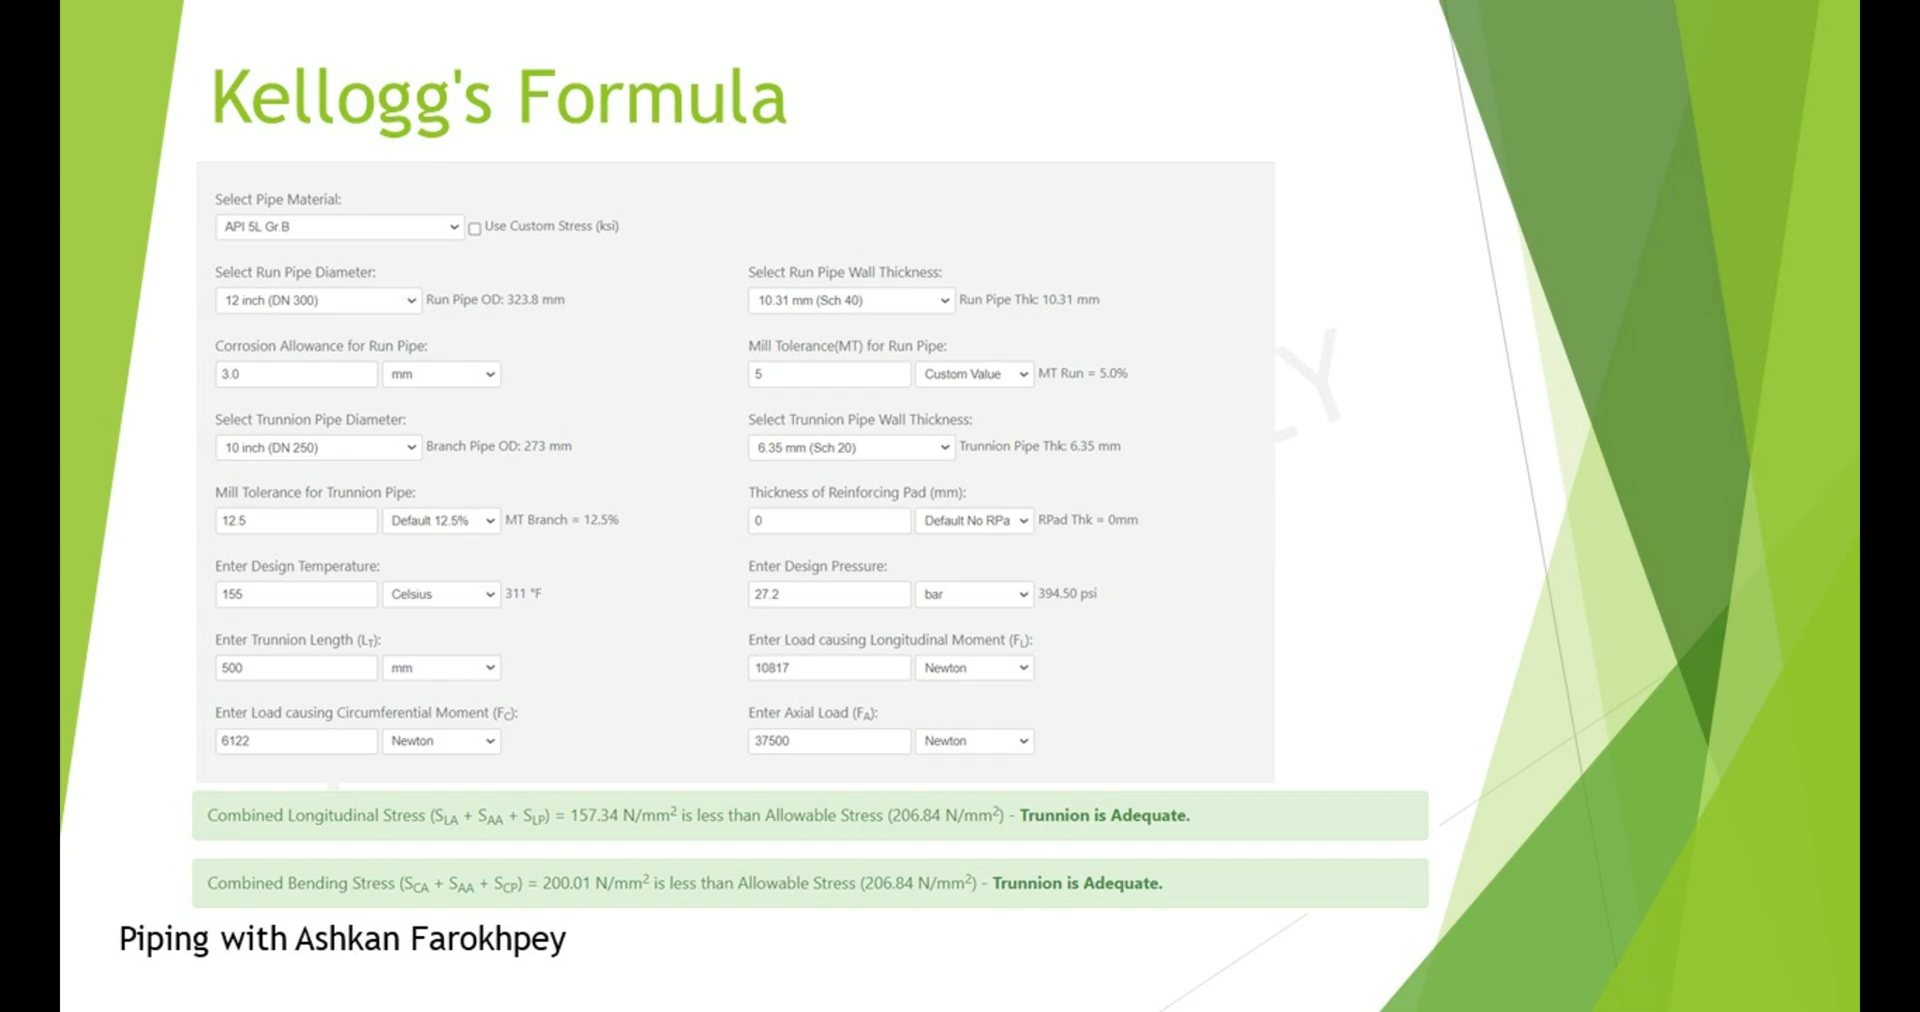 Kellogg's Formula
Select Pipe Material:
API 5L Gr.B Use Custom Stress (ksi)
Select Run Pipe Diameter: Select Run Pipe Wall Thickness:
12 inch (DN 300) Run Pipe OD: 323.8 mm 10.31 mm (Sch 40) Run Pipe Thk: 10.31 mm
Corrosion Allowance for Run Pipe: Mill Tolerance(MT) for Run Pipe:
3.0 mm 5 Custom Value MT Run = 5.0%
Select Trunnion Pipe Diameter: Select Trunnion Pipe Wall Thickness:
10 inch (DN 250) Branch Pipe OD: 273 mm 6.35 mm (Sch 20) Trunnion Pipe Thk: 6.35 mm
Mill Tolerance for Trunnion Pipe: Thickness of Reinforcing Pad (mm):
12.5 Default 12.5% MT Branch = 12.5% 0 Default No RPa RPad Thk = 0mm
Enter Design Temperature: Enter Design Pressure:
155 Celsius 311 °F 27.2 bar 394.50 psi
Enter Trunnion Length (LT): Enter Load causing Longitudinal Moment (FL):
500 mm 10817 Newton
Enter Load causing Circumferential Moment (FC): Enter Axial Load (FA):
6122 Newton 37500 Newton
Combined Longitudinal Stress (SLA + SAA + SLP) = 157.34 N/mm2 is less than Allowable Stress (206.84 N/mm2) - Trunnion is Adequate.
Combined Bending Stress (SCA + SAA + SCP) = 200.01 N/mm2 is less than Allowable Stress (206.84 N/mm2) - Trunnion is Adequate.
Piping with Ashkan Farokhpey